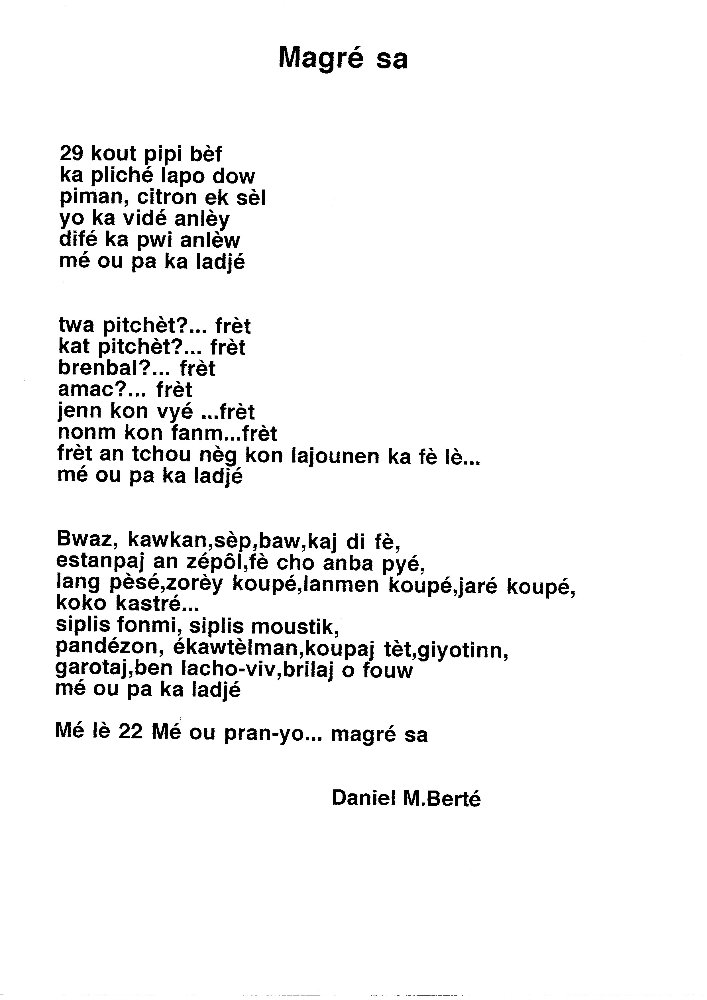 Magré sa
29 kout pipi bèf
ka pliché lapo dow
piman, citron ek sèl
yo ka vidé anlèy
difé ka pwi anlèw
mé ou pa ka ladjé
twa pitchèt?... frèt
kat pitchèt?... frèt
brenbal?... frèt
amac?... frèt
jenn kon vyé ...frèt
nonm kon fanm...frèt
frèt an tchou nèg kon lajounen ka fè lè...
mé ou pa ka ladjé
Bwaz, kawkan,sèp,baw,kaj di fè,
estanpaj an zépôl,fè cho anba pyé,
lang pèsé,zorèy koupé,lanmen koupé,jaré koupé,
koko kastré...
siplis fonmi, siplis moustik,
pandézon, ékawtèlman,koupaj tèt,giyotinn,
garotaj,ben lacho-viv,brilaj o fouw
mé ou pa ka ladjé
Mé lè 22 Mé ou pran-yo... magré sa
Daniel M.Berté